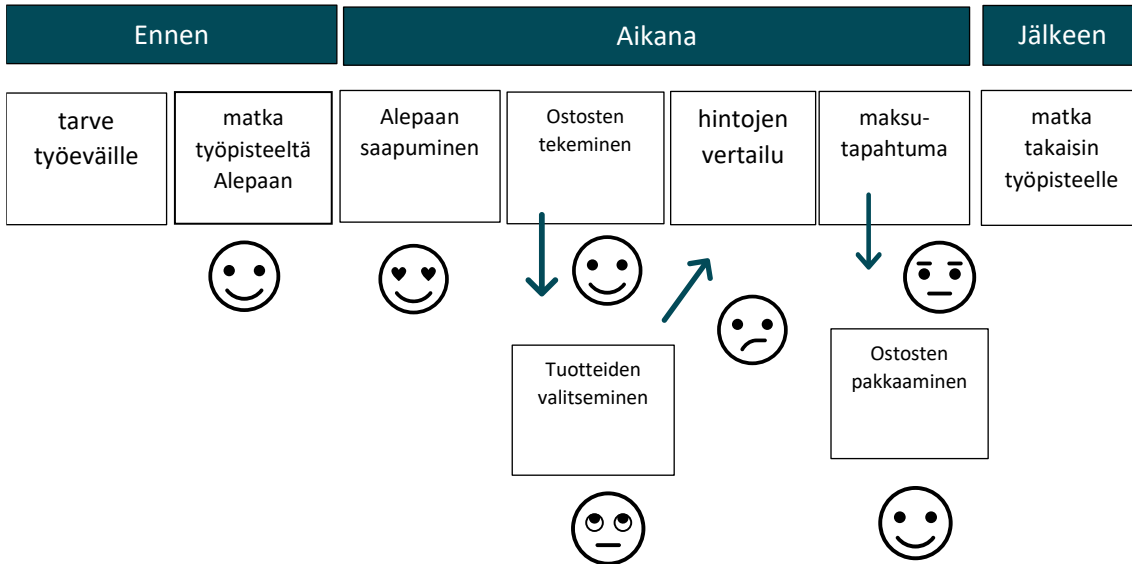 Ennen
Aikana
Jälkeen
tarve
työeväille
matka
työpisteeltä
Alepaan
Alepaan
saapuminen
Ostosten
tekeminen
hintojen
vertailu
maksu-
tapahtuma
matka
takaisin
työpisteelle
Tuotteiden
valitseminen
Ostosten
pakkaaminen